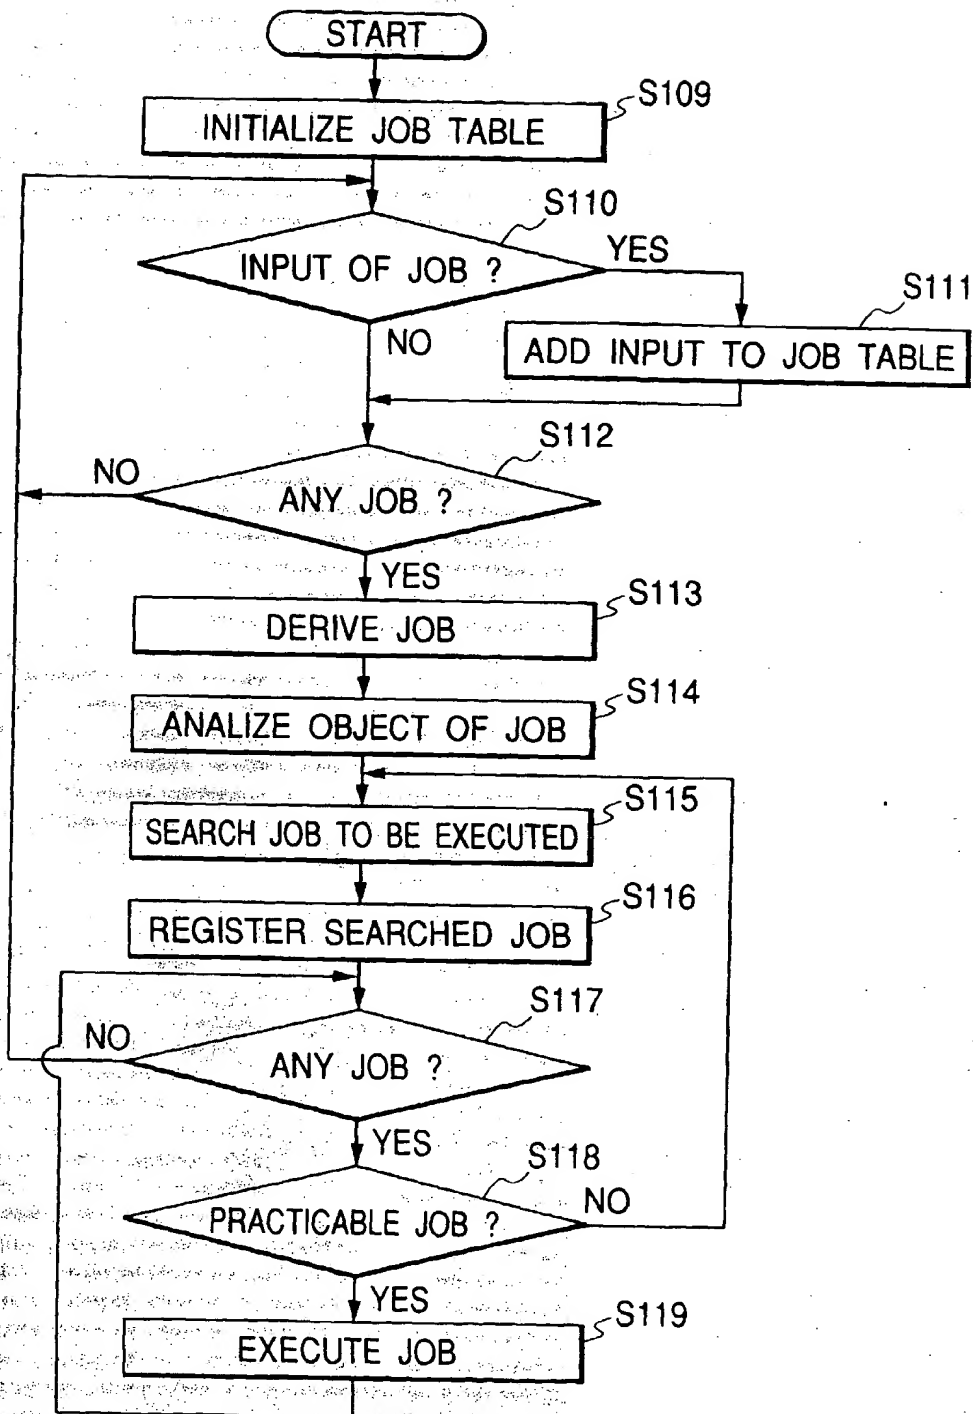 START
S109
INITIALIZE JOB TABLE
S110
INPUT OF JOB ?
YES
S111
NO
ADD INPUT TO JOB TABLE
S112
NO
ANY JOB ?
YES
S113
DERIVE JOB
S114
ANALIZE OBJECT OF JOB
S115
SEARCH JOB TO BE EXECUTED
S116
REGISTER SEARCHED JOB
S117
NO
ANY JOB ?
YES
S118
NO
PRACTICABLE JOB ?
YES
S119
EXECUTE JOB